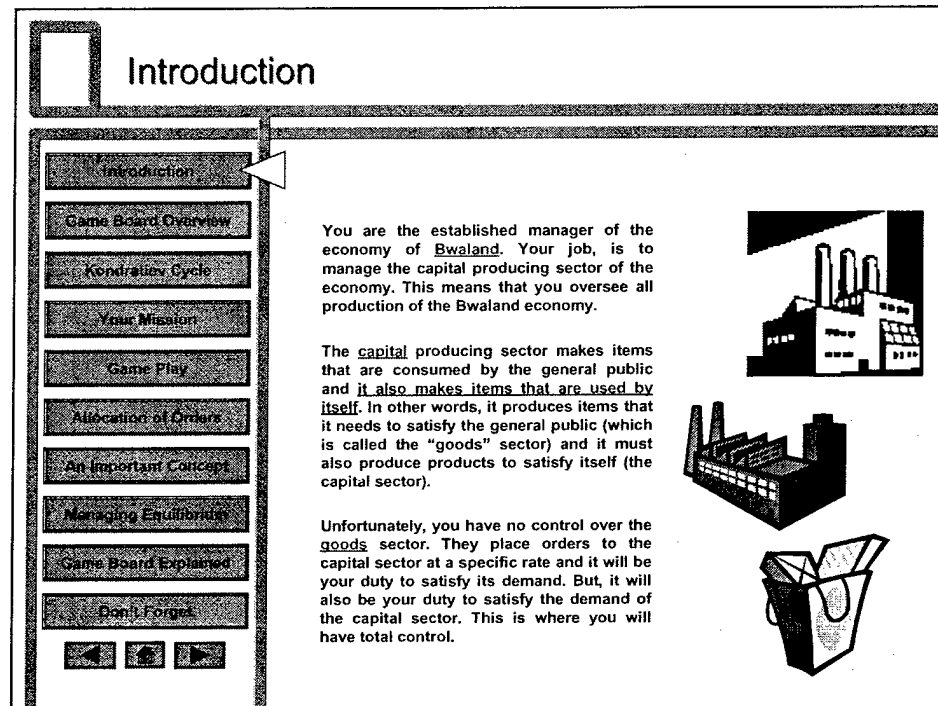 Introduction
Introduction
Game Board Overview
Kondratiev Cycle
Your Mission
Game Play
Allocation of Orders
An Important Concept
Managing Equilibrium
Game Board Explained
Don't Forget
You are the established manager of the
economy of Bwaland. Your job, is to
manage the capital producing sector of the
economy. This means that you oversee all
production of the Bwaland economy.
The capital producing sector makes items
that are consumed by the general public
and it also makes items that are used by
itself. In other words, it produces items that
it needs to satisfy the general public (which
is called the "goods" sector) and it must
also produce products to satisfy itself (the
capital sector).
Unfortunately, you have no control over the
goods sector. They place orders to the
capital sector at a specific rate and it will be
your duty to satisfy its demand. But, it will
also be your duty to satisfy the demand of
the capital sector. This is where you will
have total control.